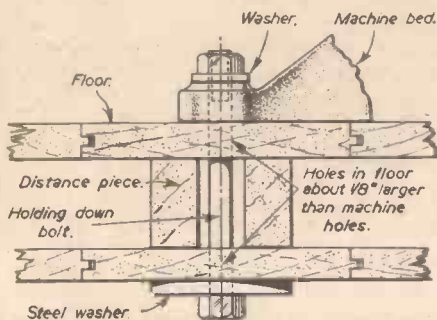 Washer.
Machine bed.
Floor.
Distance piece.
Holding down
bolt.
Holes in floor
about 1/8" larger
than machine
holes.
Steel washer.